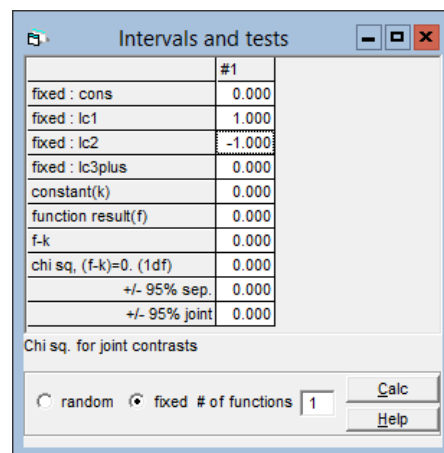 Intervals and tests
#1
fixed : cons 0.000
fixed : lc1 1.000
fixed : lc2 -1.000
fixed : lc3plus 0.000
constant(k) 0.000
function result(f) 0.000
f-k 0.000
chi sq, (f-k)=0. (1df) 0.000
+/- 95% sep. 0.000
+/- 95% joint 0.000
Chi sq. for joint contrasts
random fixed # of functions 1 Calc
Help